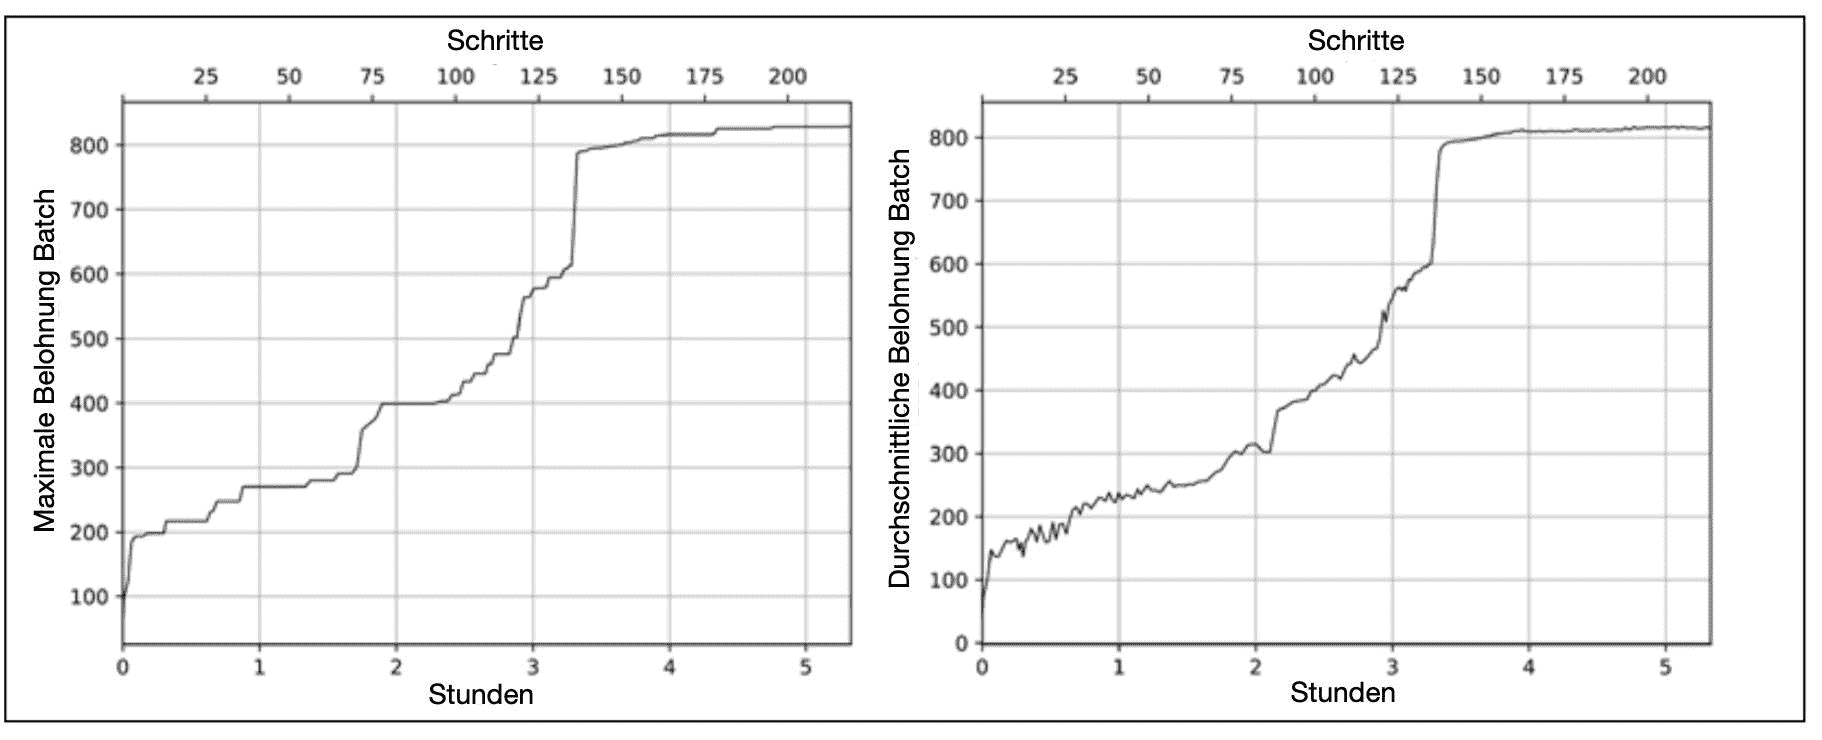 Schritte
25 50 75 100 125 150 175 200
Maximale Belohnung Batch
800
700
600
500
400
300
200
100
0 1 2 3 4 5
Stunden
Schritte
25 50 75 100 125 150 175 200
Durchschnittliche Belohnung Batch
800
700
600
500
400
300
200
100
0
0 1 2 3 4 5
Stunden